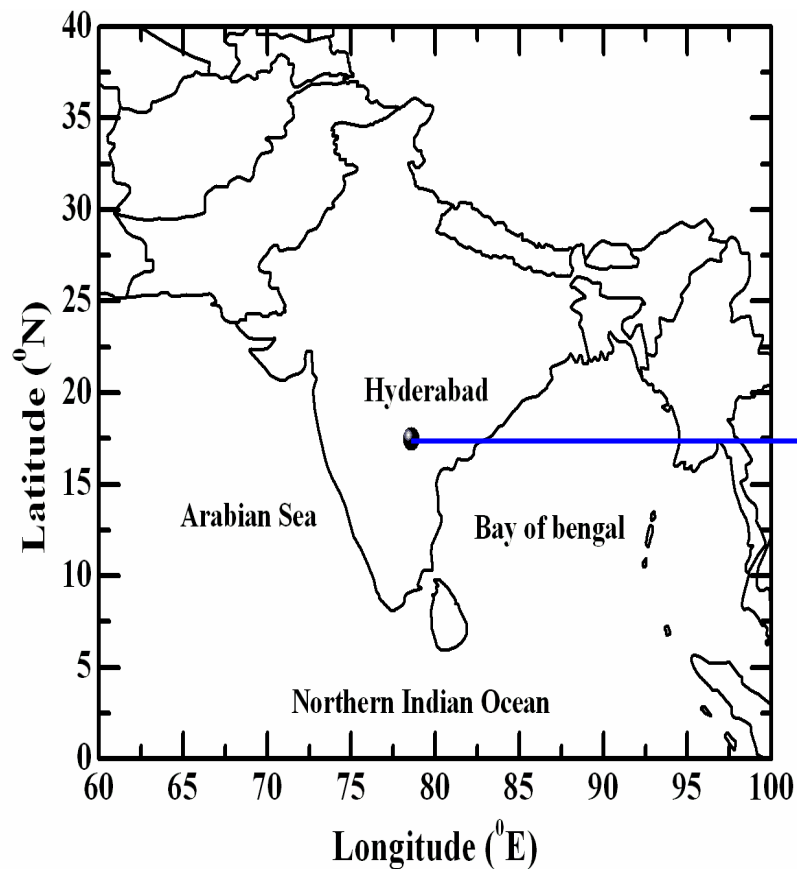 40
35
30
25
20
15
10
5
0
Latitude (⁰N)
Hyderabad
Arabian Sea
Bay of bengal
Northern Indian Ocean
60 65 70 75 80 85 90 95 100
Longitude (⁰E)